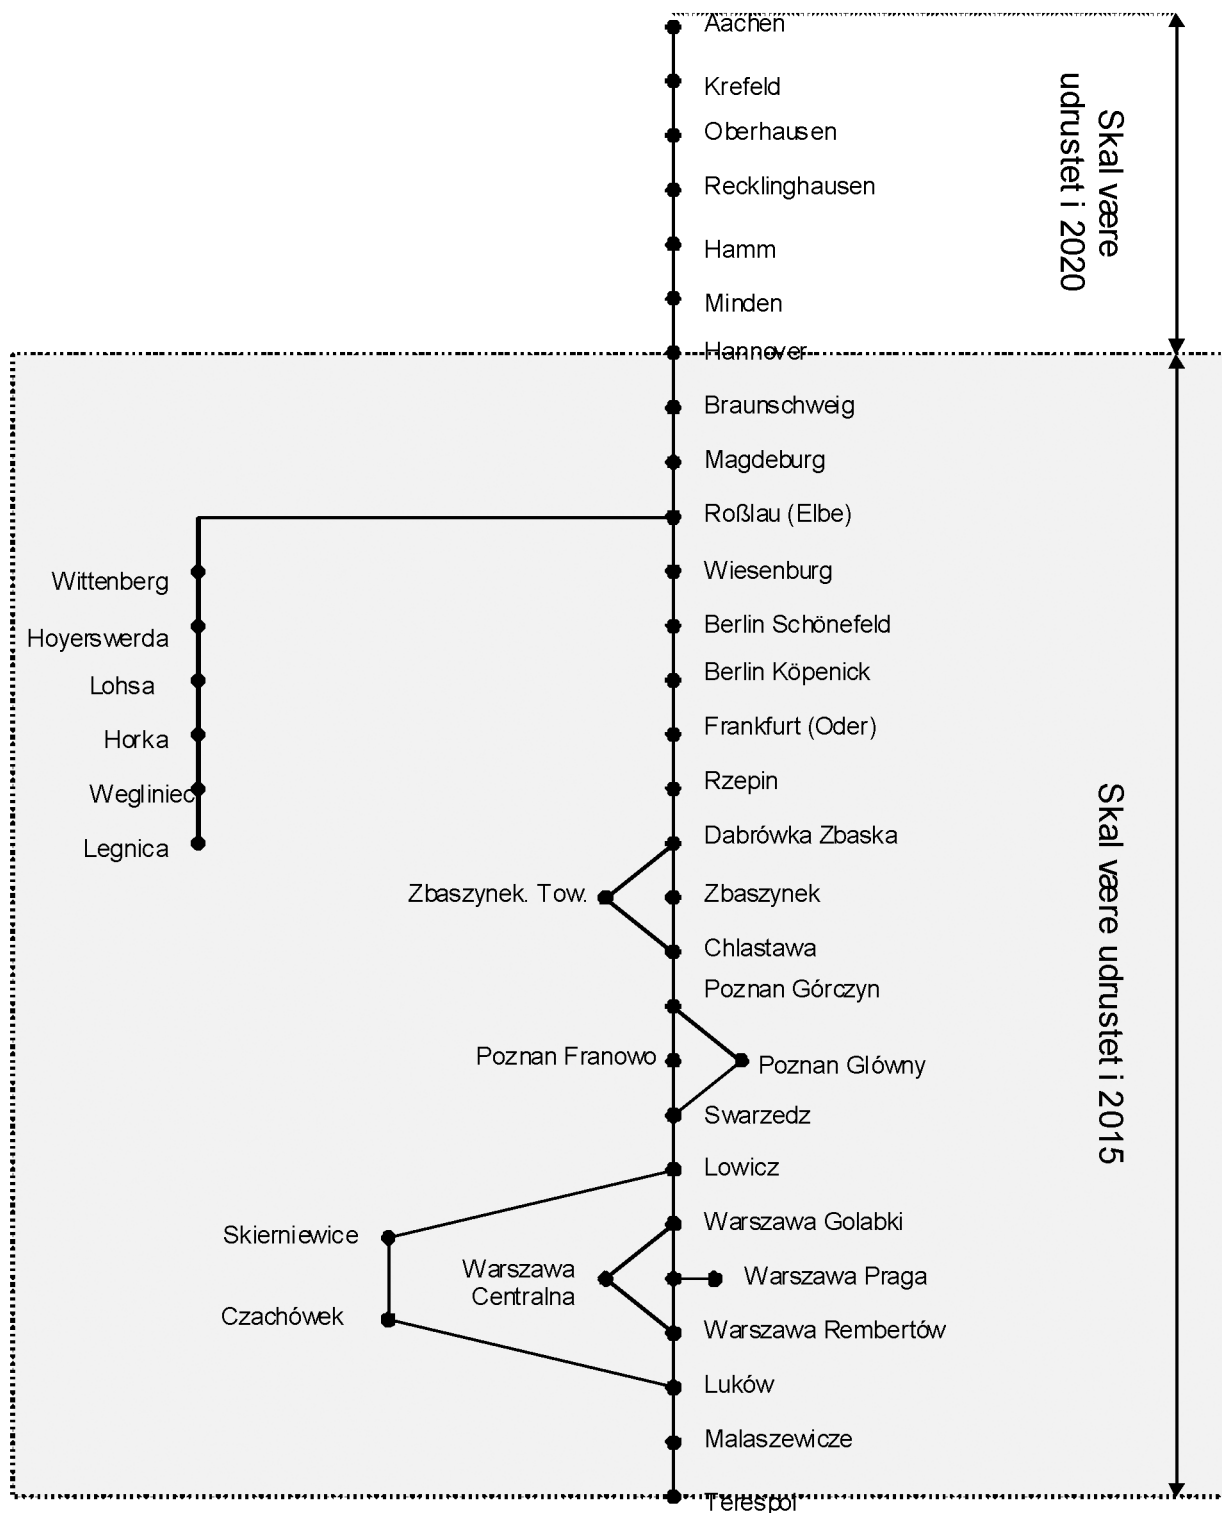 Aachen
Krefeld
Oberhausen
Recklinghausen
Hamm
Minden
Hannover
Skal være
udrustet i 2020
Braunschweig
Magdeburg
Roßlau (Elbe)
Wiesenburg
Berlin Schönefeld
Berlin Köpenick
Frankfurt (Oder)
Rzepin
Dabrówka Zbaska
Zbaszynek
Chlastawa
Poznan Górczyn
Poznan Glówny
Swarzedz
Lowicz
Warszawa Golabki
Warszawa Praga
Warszawa Rembertów
Luków
Malaszewicze
Terespol
Wittenberg
Hoyerswerda
Lohsa
Horka
Wegliniec
Legnica
Zbaszynek. Tow.
Poznan Franowo
Skierniewice
Czachówek
Warszawa
Centralna
Skal være udrustet i 2015